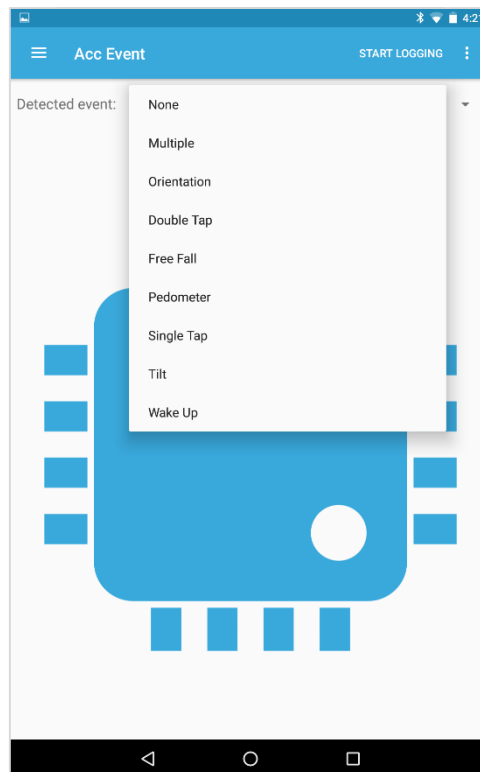 4:21
Acc Event START LOGGING
Detected event:
None
Multiple
Orientation
Double Tap
Free Fall
Pedometer
Single Tap
Tilt
Wake Up